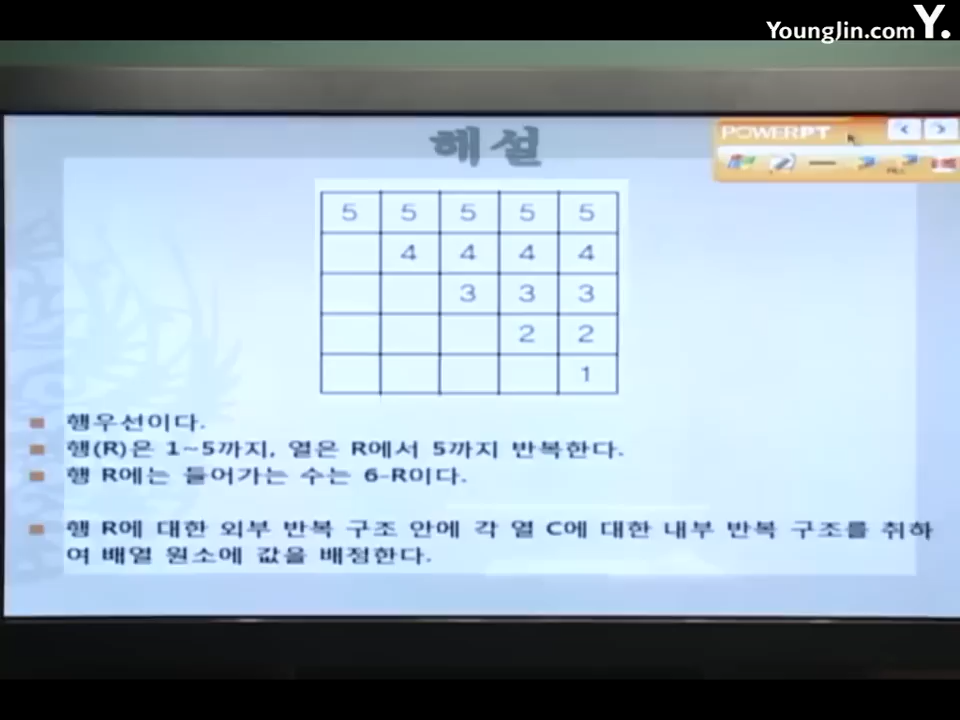 YoungJin.com Y.
해설
POWERPT
5 5 5 5 5
4 4 4 4
3 3 3
2 2
1
행우선이다.
행(R)은 1~5까지, 열은 R에서 5까지 반복한다.
행 R에는 들어가는 수는 6-R이다.
행 R에 대한 외부 반복 구조 안에 각 열 C에 대한 내부 반복 구조를 취하
여 배열 원소에 값을 배정한다.